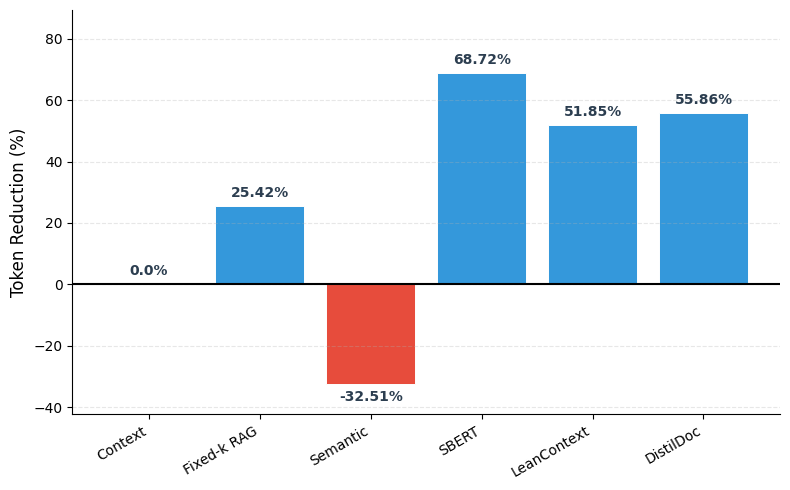 Token Reduction (%)
80
60
40
20
0
−20
−40
0.0%
25.42%
-32.51%
68.72%
51.85%
55.86%
Context
Fixed-k RAG
Semantic
SBERT
LeanContext
DistilDoc